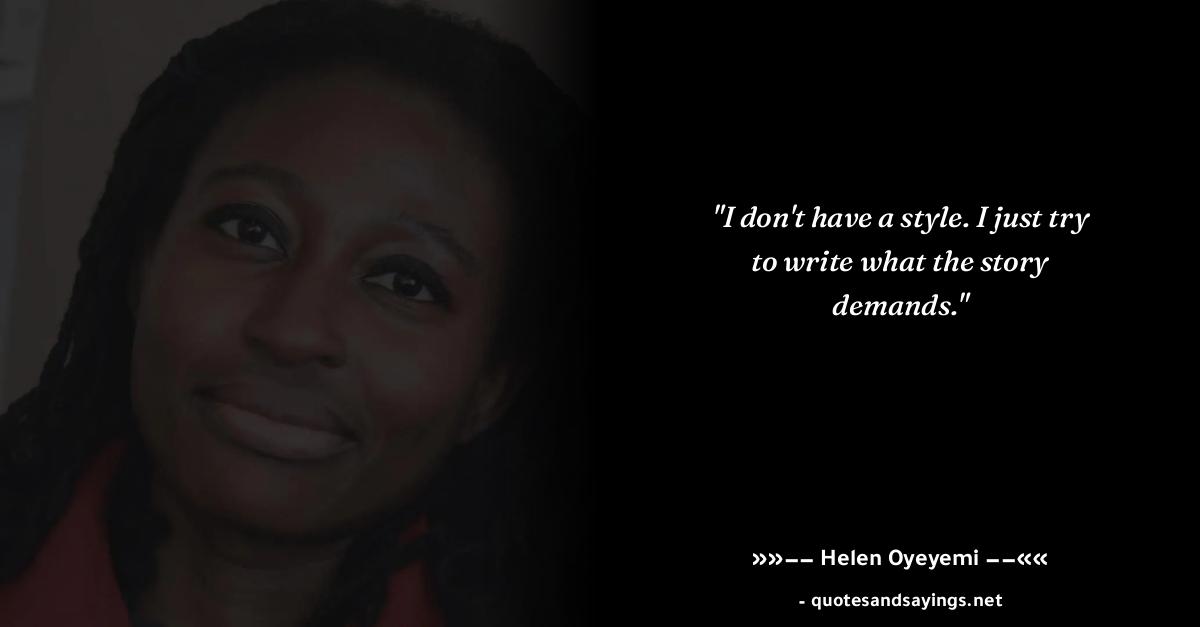 "I don't have a style. I just try
to write what the story
demands."
»»–– Helen Oyeyemi ––««
- quotesandsayings.net